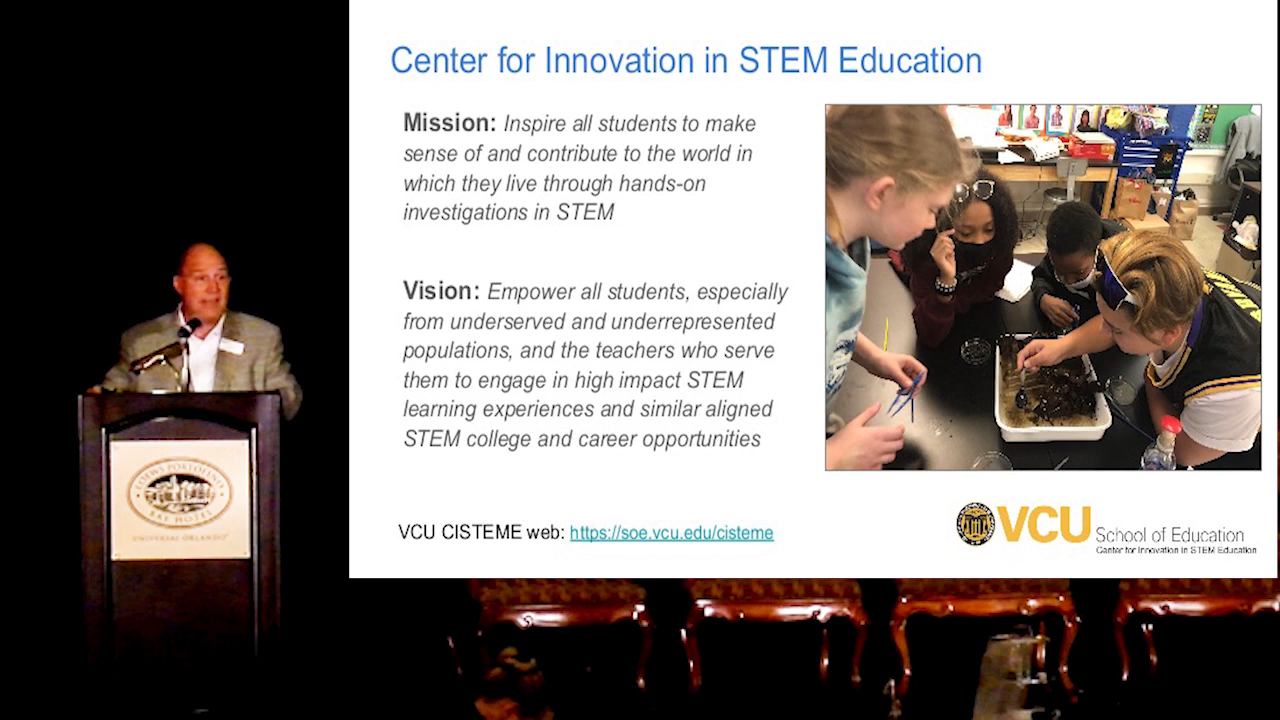 Center for Innovation in STEM Education
Mission: Inspire all students to make
sense of and contribute to the world in
which they live through hands-on
investigations in STEM
Vision: Empower all students, especially
from underserved and underrepresented
populations, and the teachers who serve
them to engage in high impact STEM
learning experiences and similar aligned
STEM college and career opportunities
VCU CISTEME web: https://soe.vcu.edu/cisteme
VCU School of Education
Center for Innovation in STEM Education
LOEWS PORTOFINO
BAY HOTEL
UNIVERSAL ORLANDO